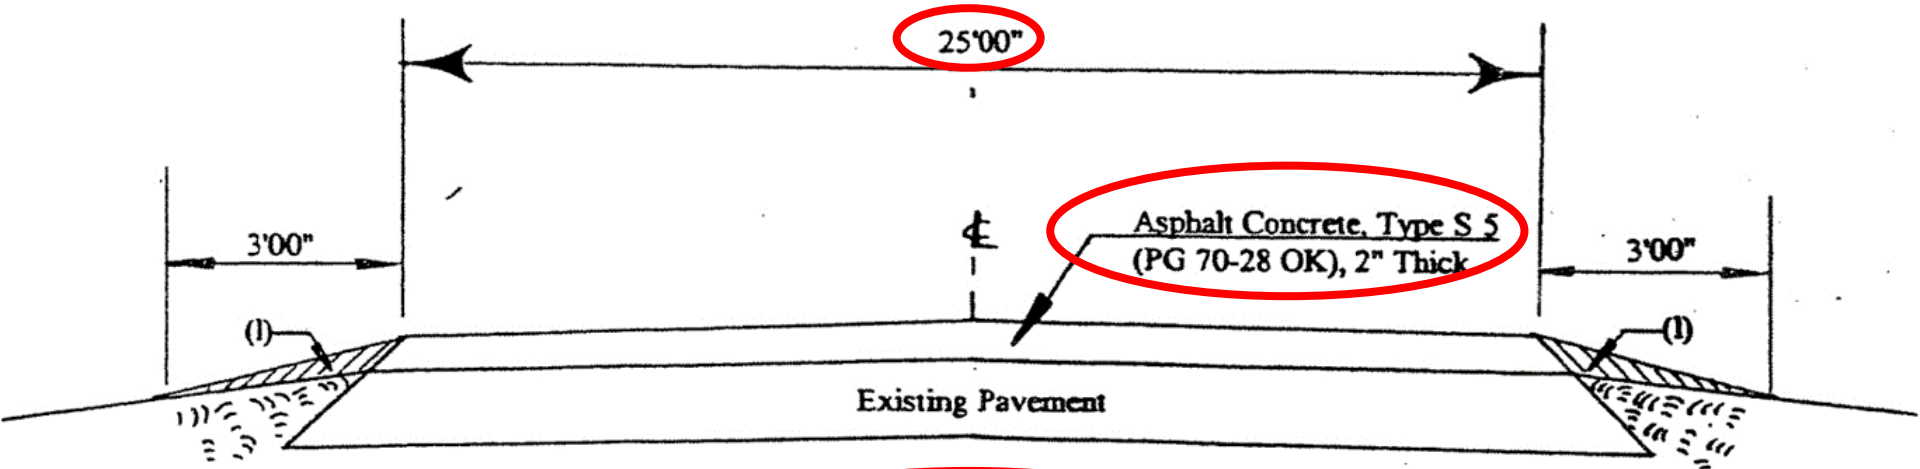 25'00"
Asphalt Concrete, Type S 5
(PG 70-28 OK), 2" Thick
3'00"
3'00"
(1)
(1)
Existing Pavement